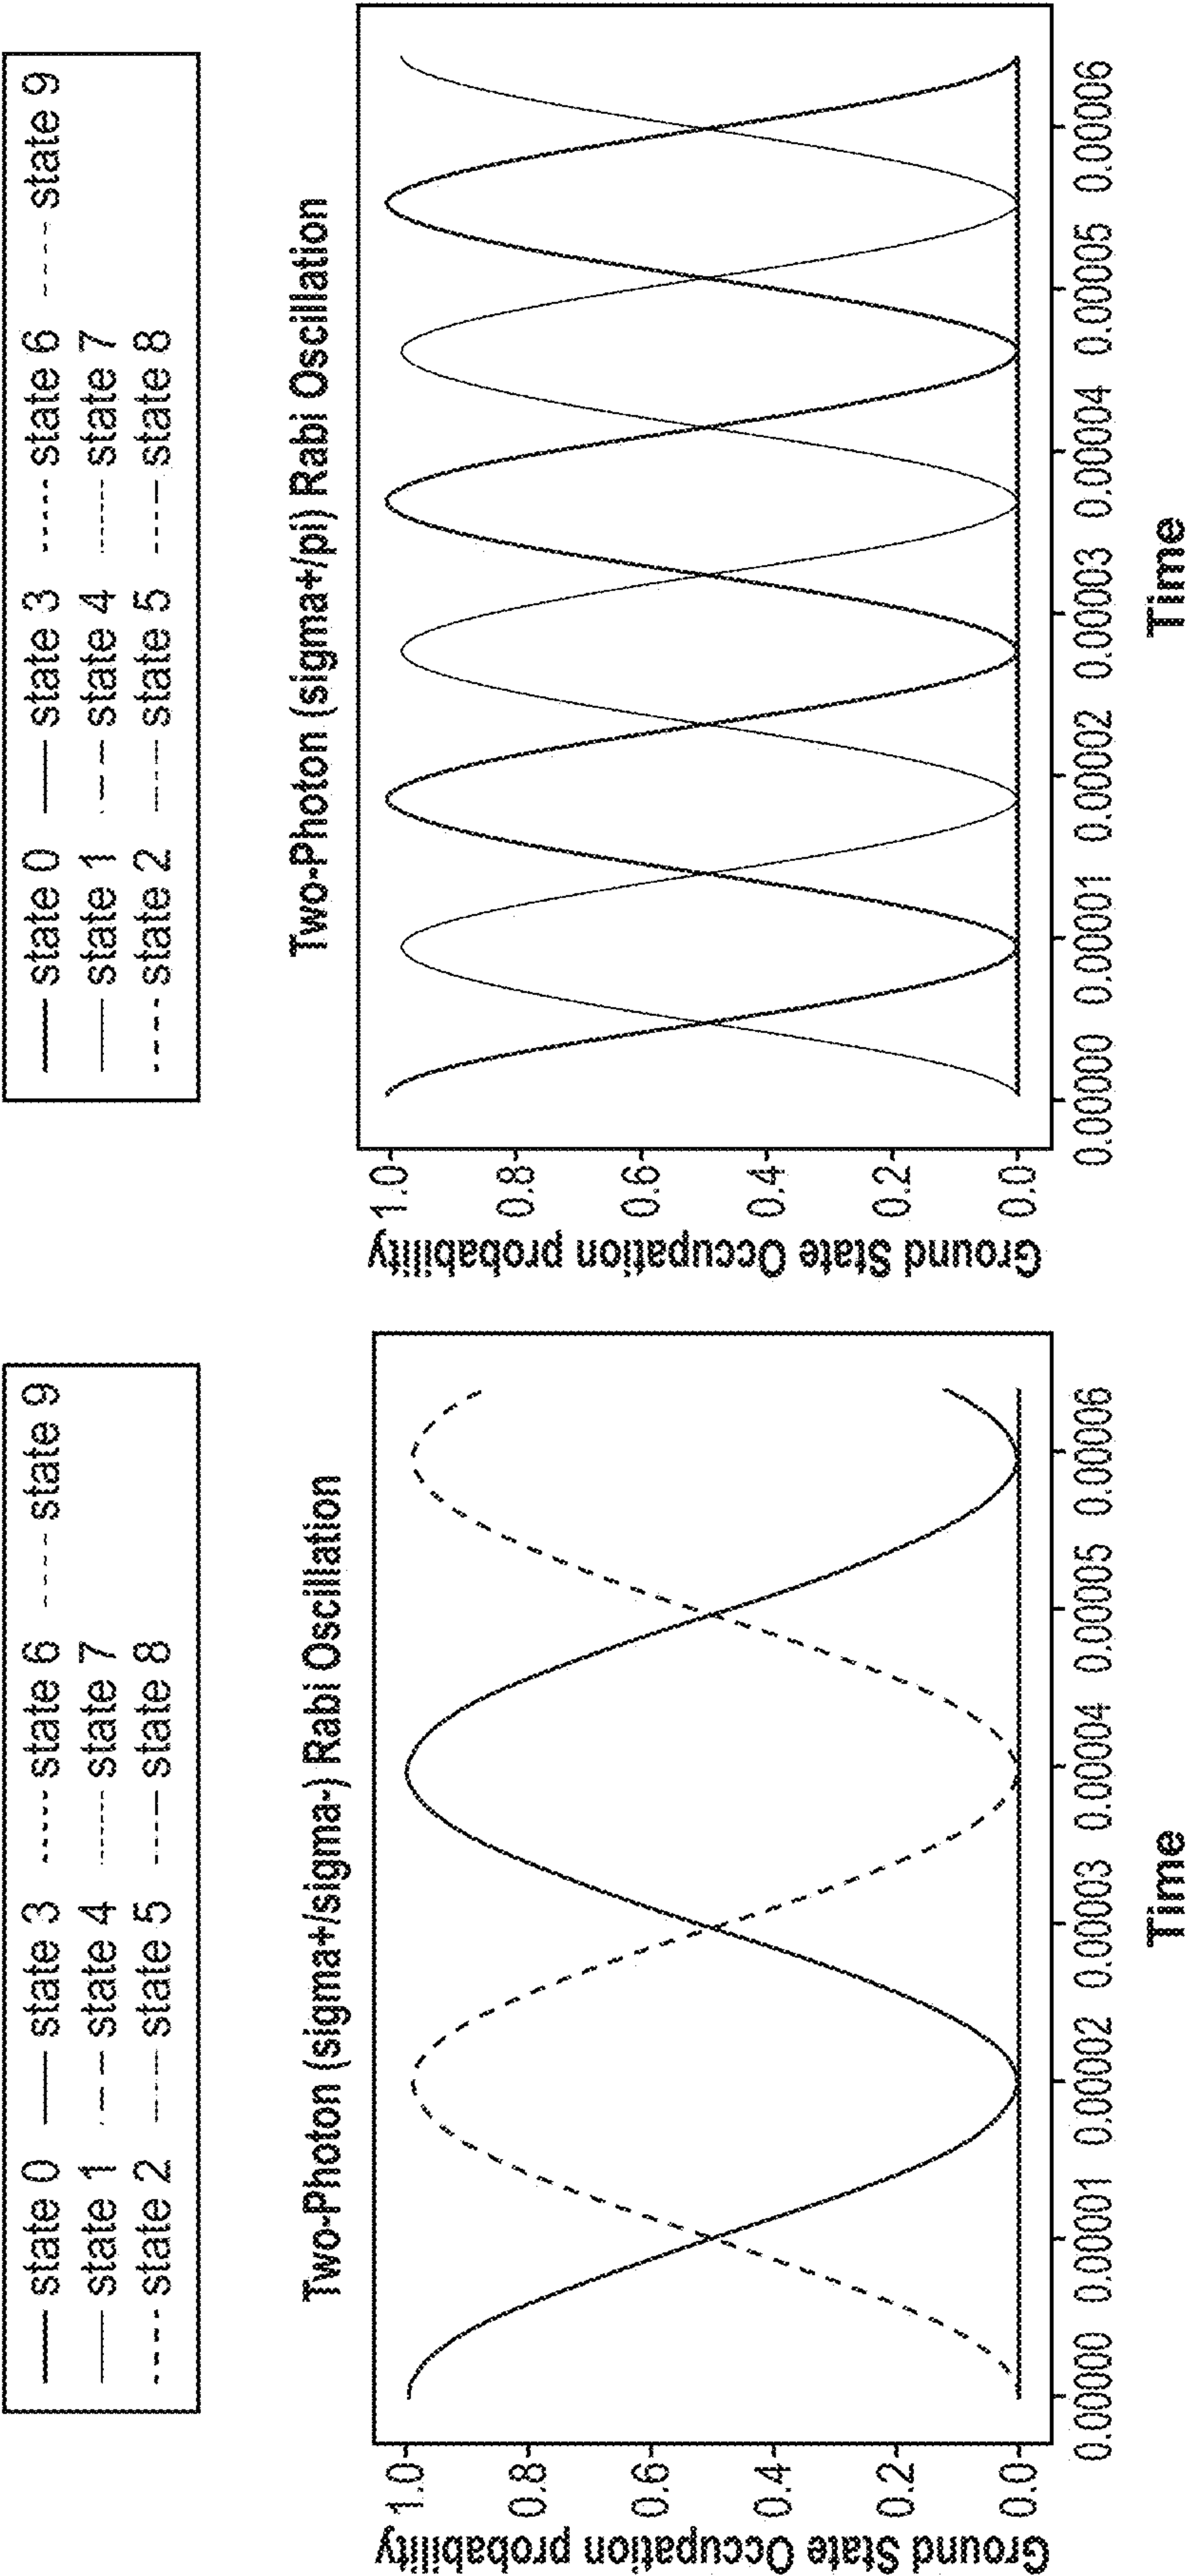 state 0 state 3 state 6 state 9
state 1 state 4 state 7
state 2 state 5 state 8
Two-Photon (sigma+/sigma-) Rabi Oscillation
Ground State Occupation probability
1.0
0.8
0.6
0.4
0.2
0.0
0.00000 0.00001 0.00002 0.00003 0.00004 0.00005 0.00006
Time
state 0 state 3 state 6 state 9
state 1 state 4 state 7
state 2 state 5 state 8
Two-Photon (sigma+/pi) Rabi Oscillation
Ground State Occupation probability
1.0
0.8
0.6
0.4
0.2
0.0
0.00000 0.00001 0.00002 0.00003 0.00004 0.00005 0.00006
Time